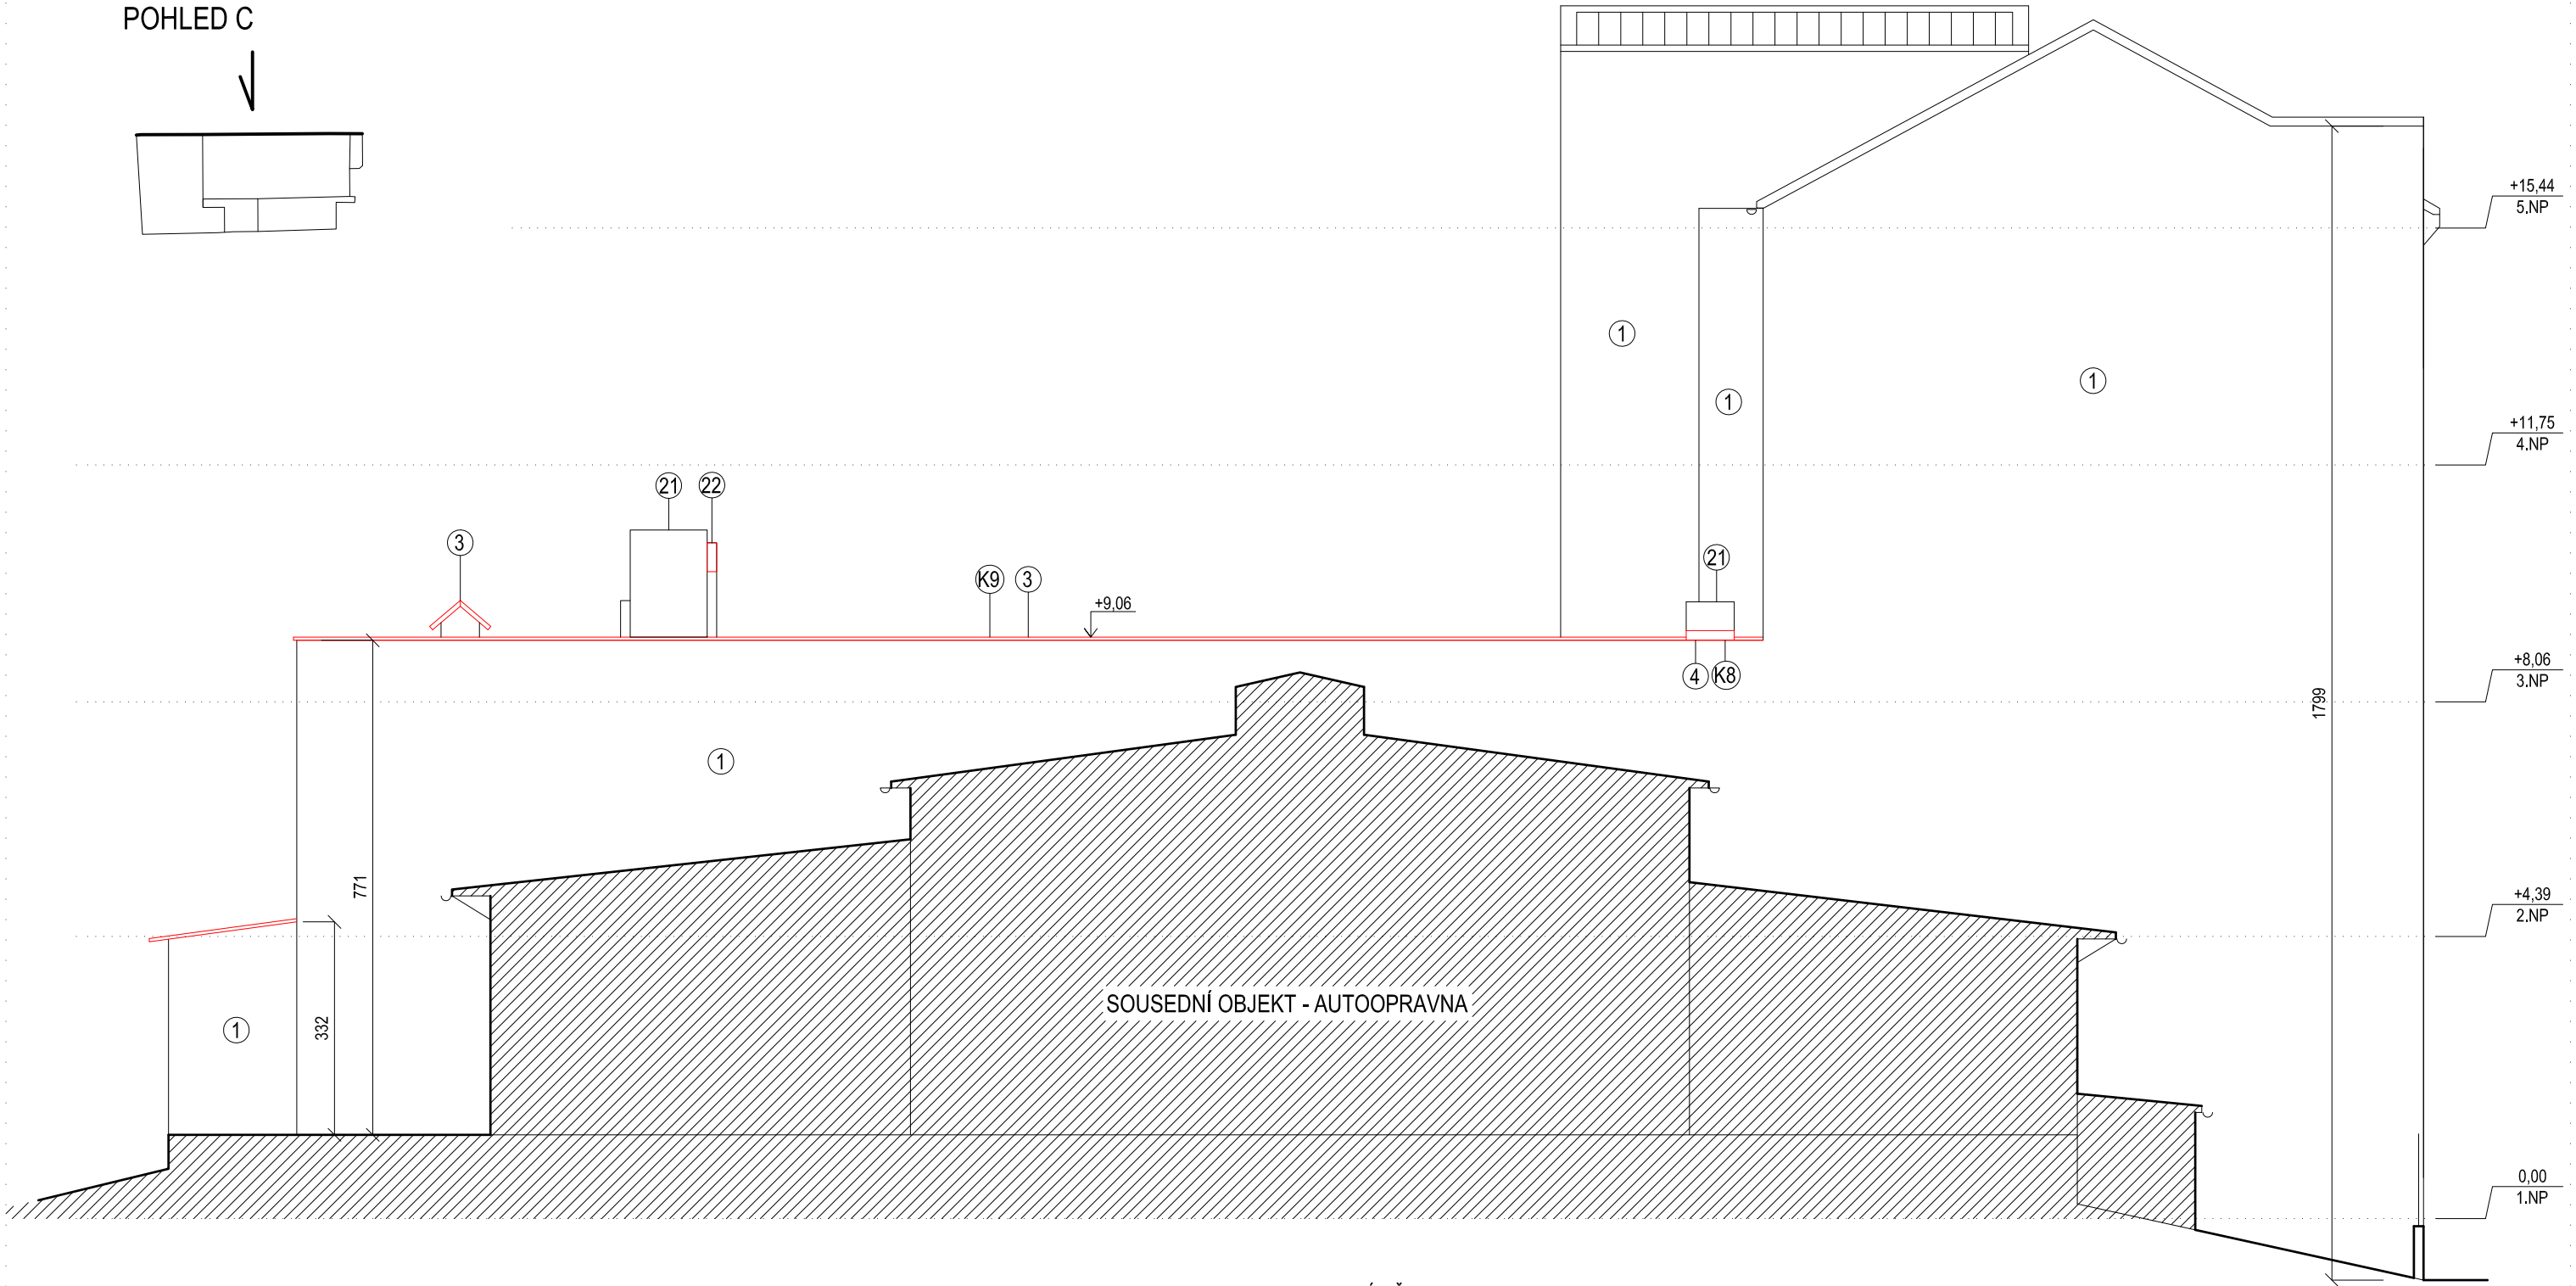 POHLED C
+15,44
5.NP
1
1
1
+11,75
4.NP
21
22
3
K9
3
+9,06
21
4
K8
+8,06
3.NP
1799
1
771
+4,39
2.NP
SOUSEDNÍ OBJEKT - AUTOOPRAVNA
332
1
0,00
1.NP